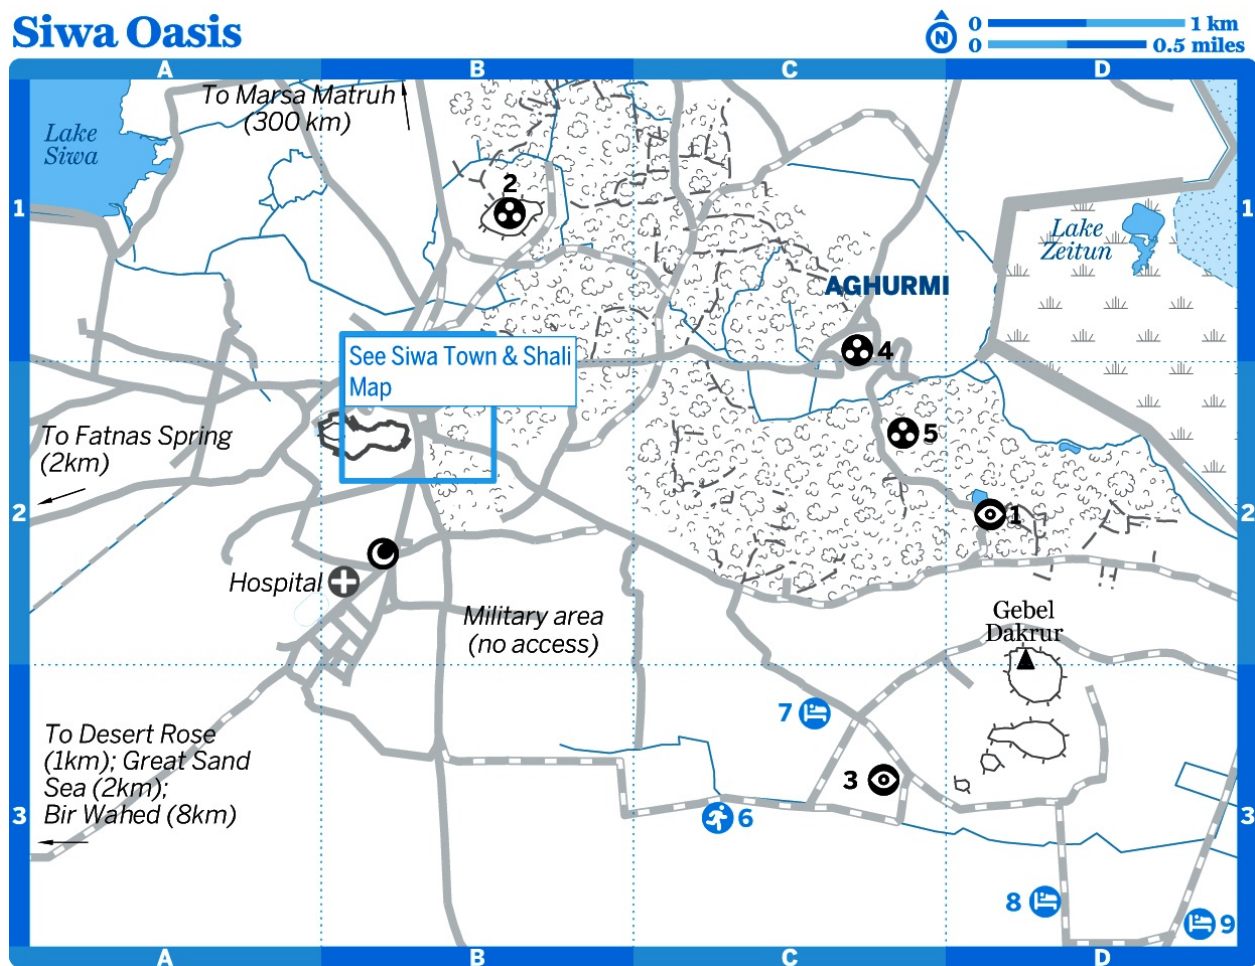 Siwa Oasis
N
0 1 km
0 0.5 miles
A B C D
To Marsa Matruh
(300 km)
Lake
Siwa
2
1 1
Lake
Zeitun
AGHURMI
4
See Siwa Town & Shali
Map
To Fatnas Spring
(2km)
5
2 2
1
Hospital
Military area
(no access)
Gebel
Dakrur
7
To Desert Rose
(1km); Great Sand
Sea (2km);
Bir Wahed (8km)
3
3 3
6
8
9
A B C D